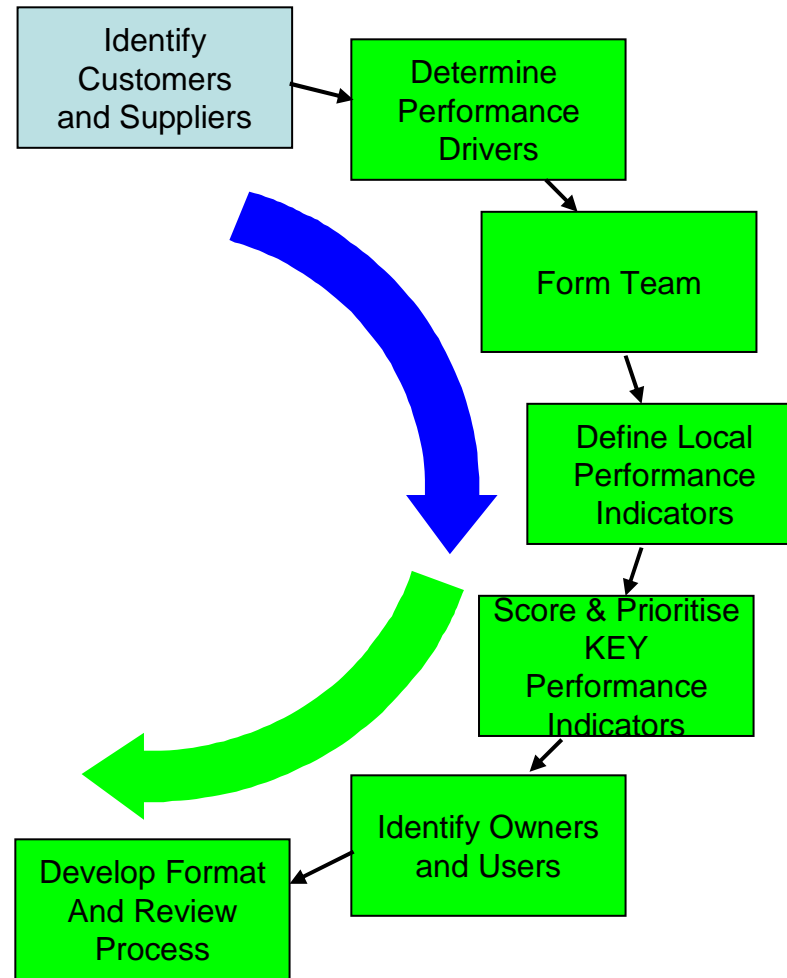 Identify
Customers
and Suppliers
Determine
Performance
Drivers
Form Team
Define Local
Performance
Indicators
Score & Prioritise
KEY
Performance
Indicators
Identify Owners
and Users
Develop Format
And Review
Process